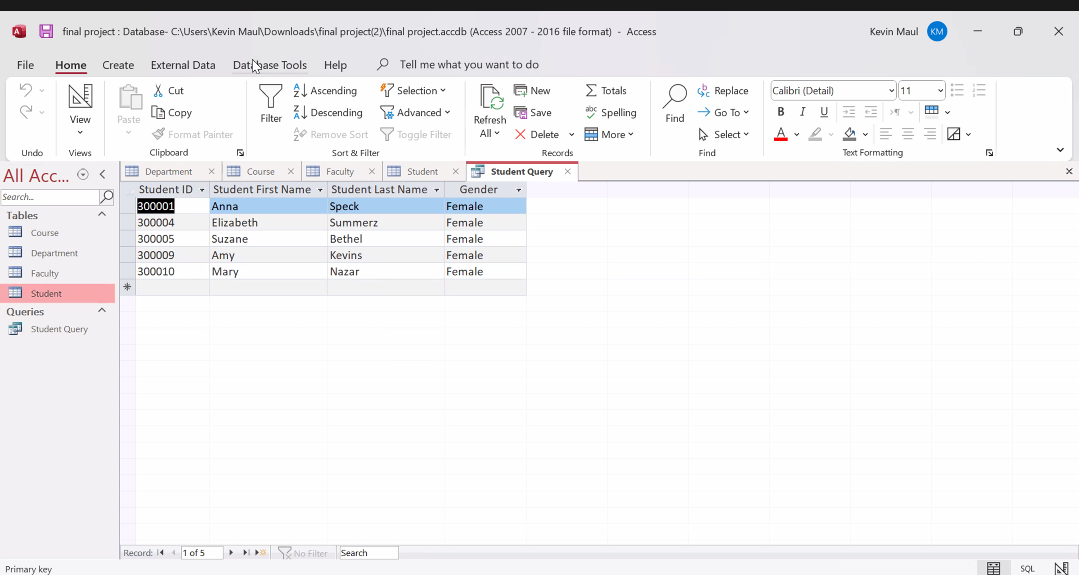 final project : Database- C:\Users\Kevin Maul\Downloads\final project(2)\final project.accdb (Access 2007 - 2016 file format) - Access Kevin Maul KM
File Home Create External Data Database Tools Help Tell me what you want to do
Undo
View
Views
Paste
Cut
Copy
Format Painter
Clipboard
Filter
Ascending
Descending
Remove Sort
Selection
Advanced
Toggle Filter
Sort & Filter
Refresh
All
New
Save
Delete
Totals
Spelling
More
Records
Find
Replace
Go To
Select
Find
Calibri (Detail) 11
B I U
A
Text Formatting
All Acc...
Search...
Tables
Course
Department
Faculty
Student
Queries
Student Query
Department Course Faculty Student Student Query
Student ID Student First Name Student Last Name Gender
300001 Anna Speck Female
300004 Elizabeth Summerz Female
300005 Suzane Bethel Female
300009 Amy Kevins Female
300010 Mary Nazar Female
Record: 1 of 5 No Filter Search
Primary key SQL